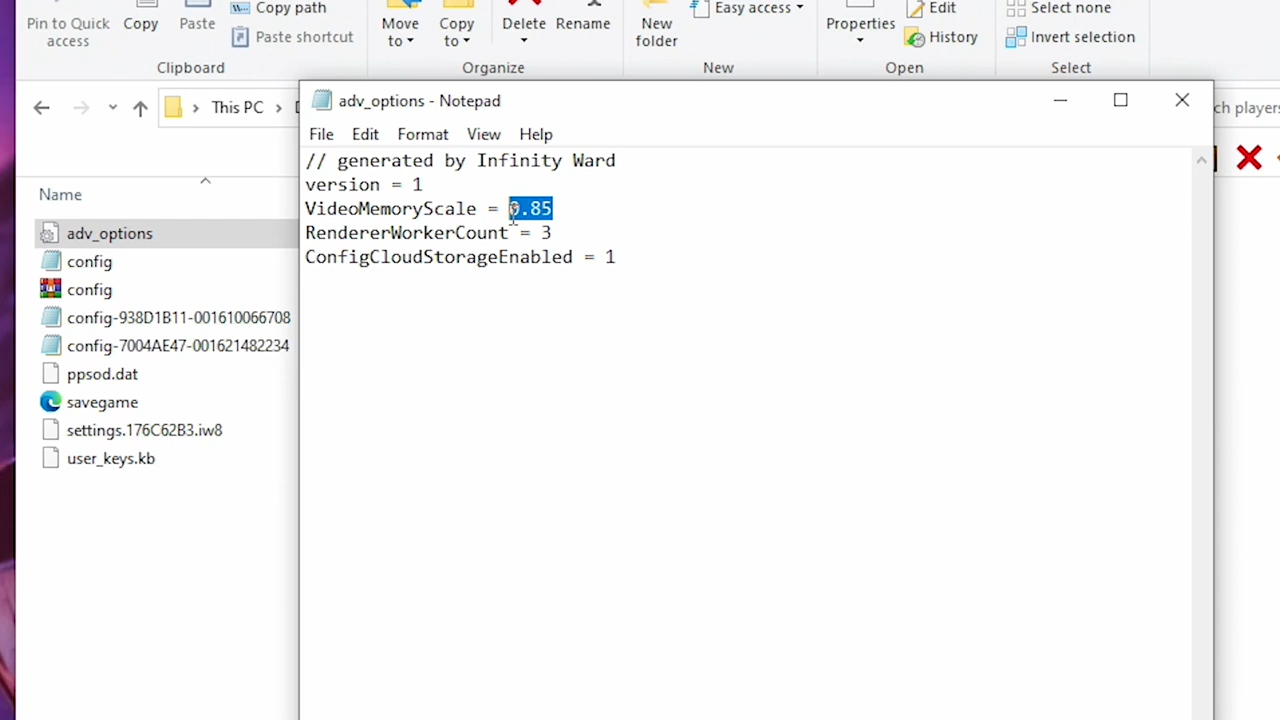 Copy path
Easy access
Edit
Select none
Pin to Quick access
Copy
Paste
Paste shortcut
Move to
Copy to
Delete
Rename
New folder
Properties
History
Invert selection
Clipboard
Organize
New
Open
Select
This PC
adv_options - Notepad
File Edit Format View Help
// generated by Infinity Ward
version = 1
VideoMemoryScale = 0.85
RendererWorkerCount = 3
ConfigCloudStorageEnabled = 1
Name
adv_options
config
config
config-938D1B11-001610066708
config-7004AE47-001621482234
ppsod.dat
savegame
settings.176C62B3.iw8
user_keys.kb